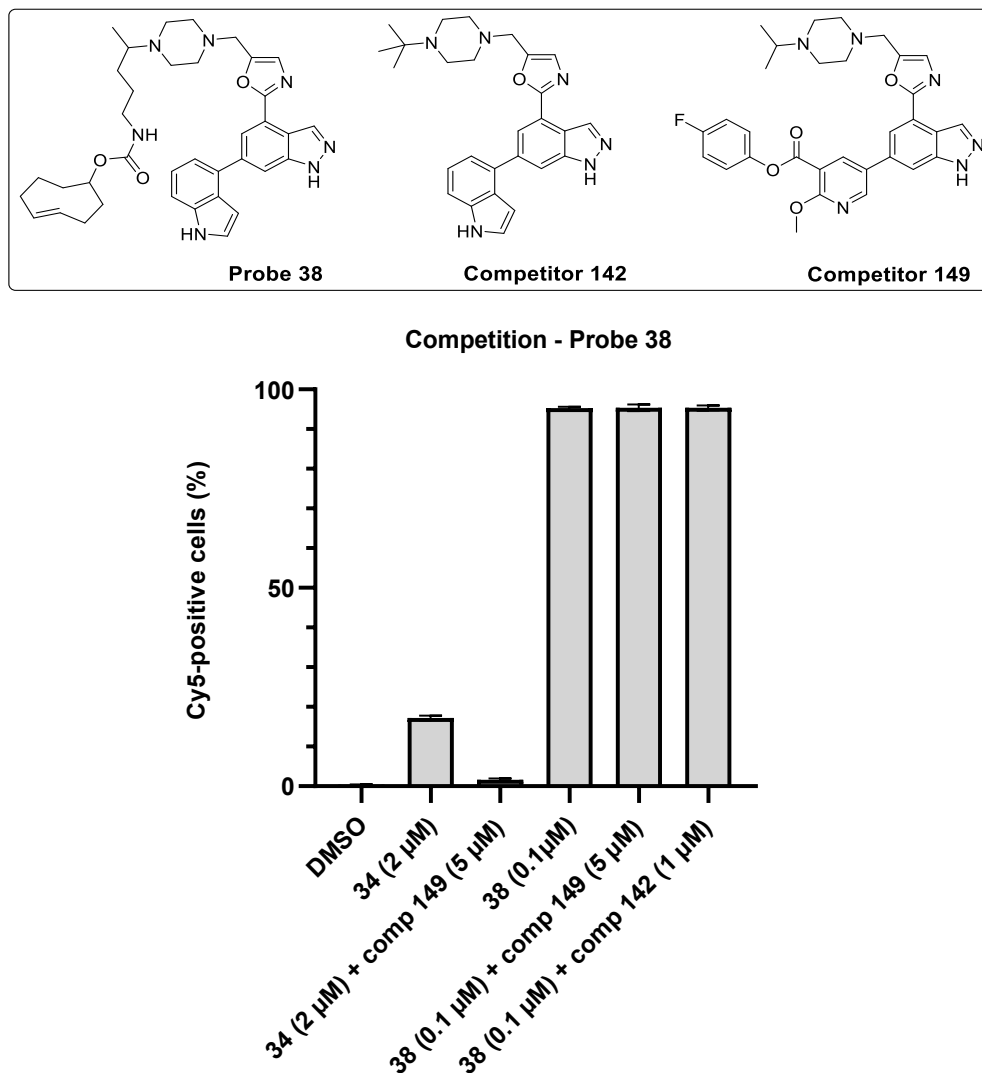 N
N
O
N
NH
O
O
N
N
H
HN
Probe 38
N
N
O
N
N
N
H
HN
Competitor 142
N
N
O
N
F
O
O
O
N
N
N
H
Competitor 149
Competition - Probe 38
Cy5-positive cells (%)
100
50
0
DMSO
34 (2 µM)
34 (2 µM) + comp 149 (5 µM)
38 (0.1µM)
38 (0.1 µM) + comp 149 (5 µM)
38 (0.1 µM) + comp 142 (1 µM)